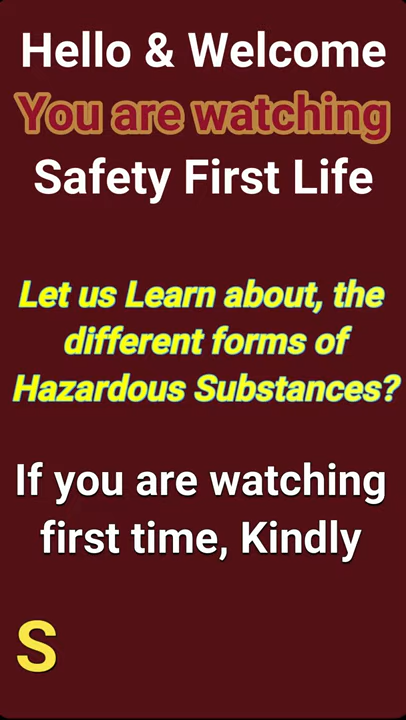 Hello & Welcome
You are watching
Safety First Life
Let us Learn about, the
different forms of
Hazardous Substances?
If you are watching
first time, Kindly
S